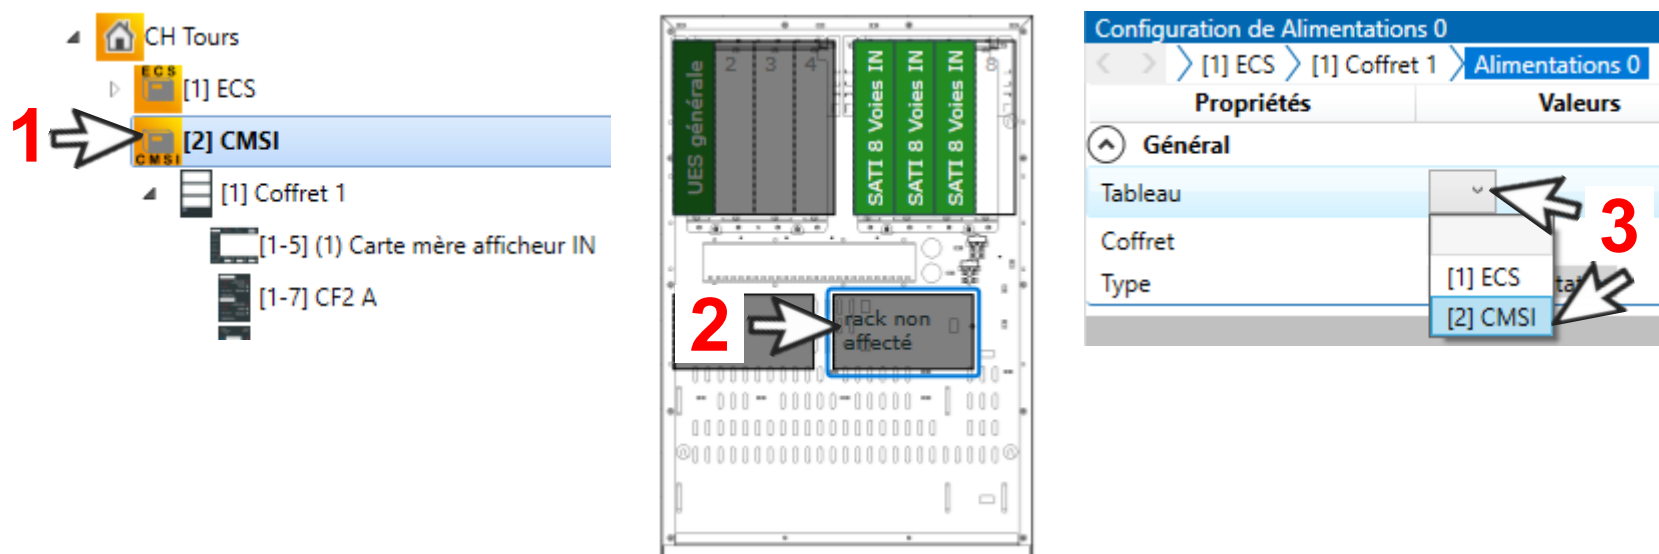 1
CH Tours
ECS
[1] ECS
[2] CMSI
CMSI
[1] Coffret 1
[1-5] (1) Carte mère afficheur IN
[1-7] CF2 A
UES générale
2
3
4
SATI 8 Voies IN
SATI 8 Voies IN
SATI 8 Voies IN
8
2
rack non
affecté
Configuration de Alimentations 0
[1] ECS
[1] Coffret 1
Alimentations 0
Propriétés
Valeurs
Général
Tableau
3
Coffret
Type
[1] ECS
[2] CMSI